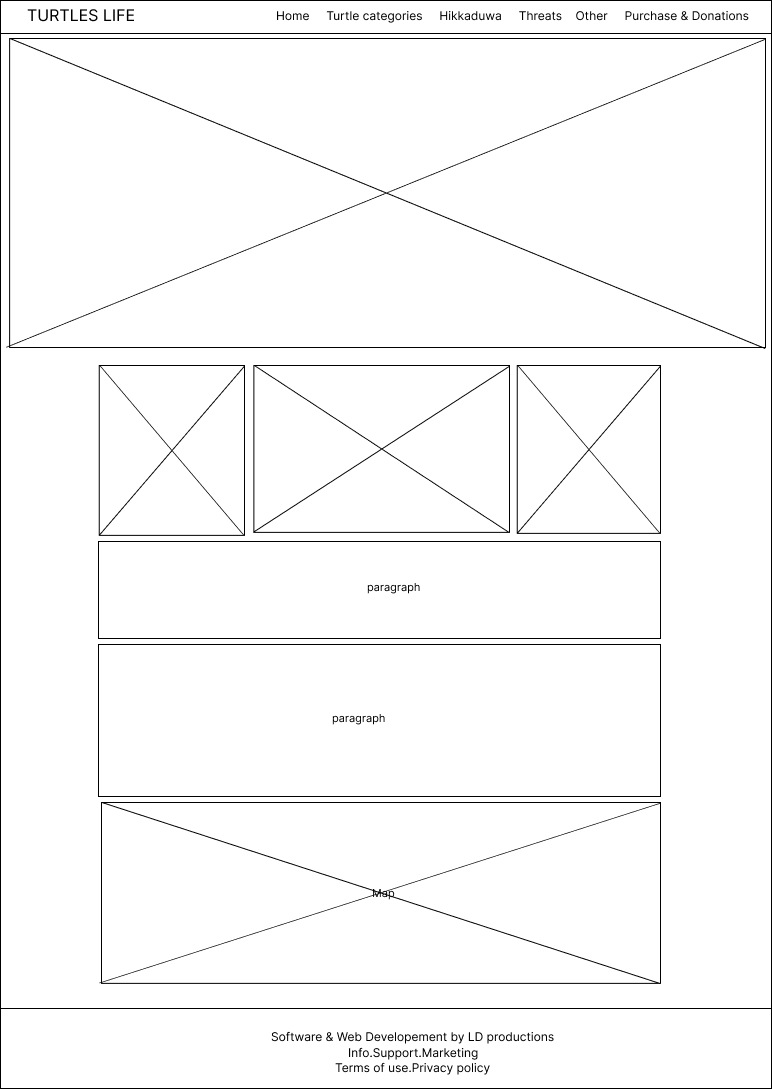 TURTLES LIFE Home Turtle categories Hikkaduwa Threats Other Purchase & Donations
paragraph
paragraph
Map
Software & Web Developement by LD productions
Info.Support.Marketing
Terms of use.Privacy policy